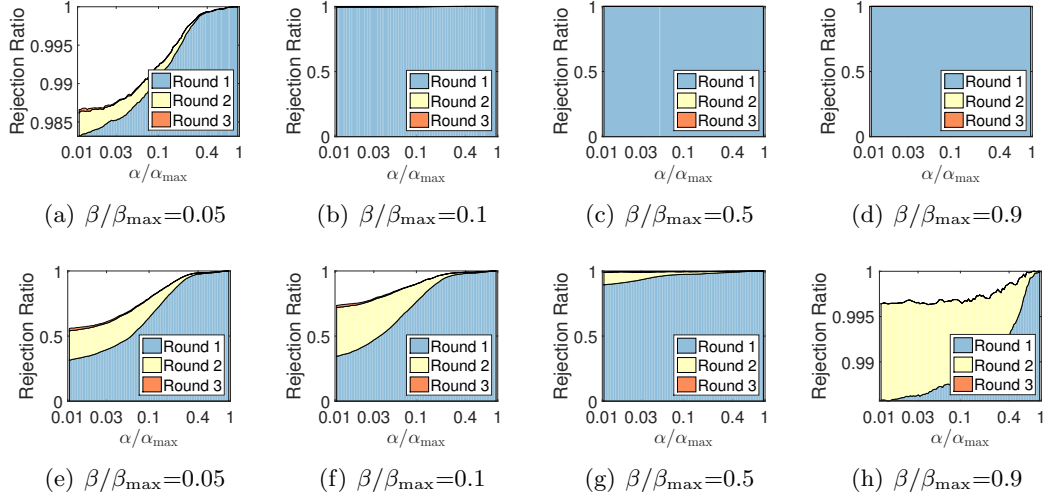 Rejection Ratio
0.995
0.99
0.985
Round 1
Round 2
Round 3
0.01 0.03 0.1 0.4 1
α/αmax
(a) β/βmax=0.05
Rejection Ratio
1
0.5
0
Round 1
Round 2
Round 3
0.01 0.03 0.1 0.4 1
α/αmax
(b) β/βmax=0.1
Rejection Ratio
1
0.5
0
Round 1
Round 2
Round 3
0.01 0.03 0.1 0.4 1
α/αmax
(c) β/βmax=0.5
Rejection Ratio
1
0.5
0
Round 1
Round 2
Round 3
0.01 0.03 0.1 0.4 1
α/αmax
(d) β/βmax=0.9
Rejection Ratio
1
0.5
0
Round 1
Round 2
Round 3
0.01 0.03 0.1 0.4 1
α/αmax
(e) β/βmax=0.05
Rejection Ratio
1
0.5
0
Round 1
Round 2
Round 3
0.01 0.03 0.1 0.4 1
α/αmax
(f) β/βmax=0.1
Rejection Ratio
1
0.5
0
Round 1
Round 2
Round 3
0.01 0.03 0.1 0.4 1
α/αmax
(g) β/βmax=0.5
Rejection Ratio
1
0.995
0.99
Round 1
Round 2
Round 3
0.01 0.03 0.1 0.4 1
α/αmax
(h) β/βmax=0.9